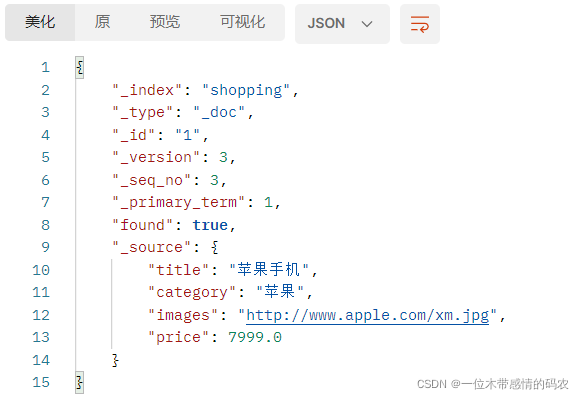 美化 原 预览 可视化 JSON
1 {
2 "_index": "shopping",
3 "_type": "_doc",
4 "_id": "1",
5 "_version": 3,
6 "_seq_no": 3,
7 "_primary_term": 1,
8 "found": true,
9 "_source": {
10 "title": "苹果手机",
11 "category": "苹果",
12 "images": "http://www.apple.com/xm.jpg",
13 "price": 7999.0
14 }
15 }
CSDN @一位木带感情的码农